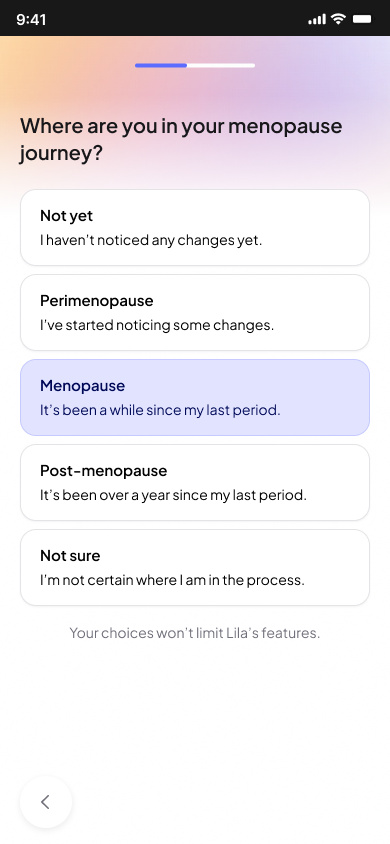 9:41
Where are you in your menopause
journey?
Not yet
I haven't noticed any changes yet.
Perimenopause
I've started noticing some changes.
Menopause
It's been a while since my last period.
Post-menopause
It's been over a year since my last period.
Not sure
I'm not certain where I am in the process.
Your choices won't limit Lila's features.